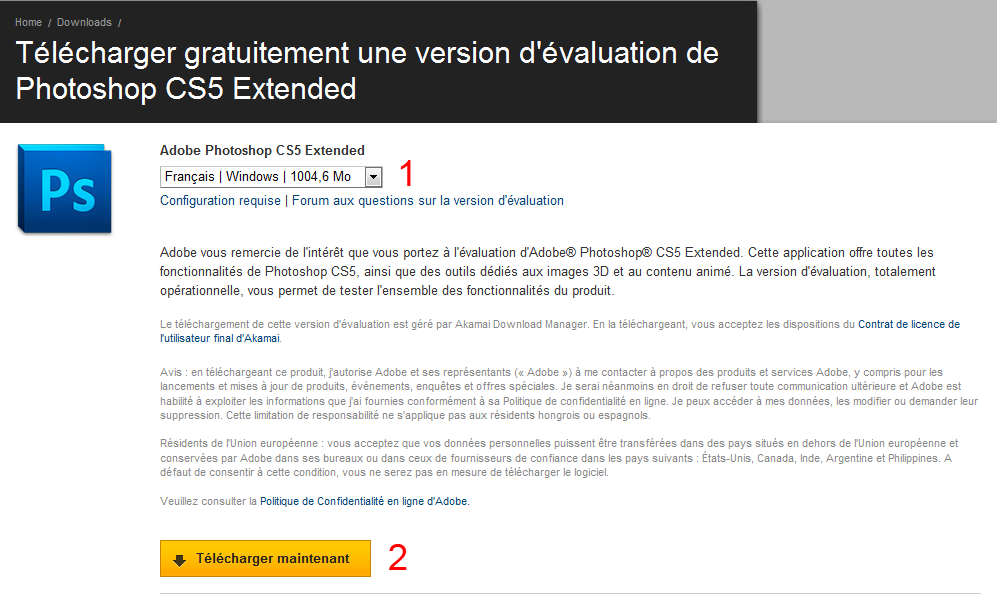 Home / Downloads /
Télécharger gratuitement une version d'évaluation de
Photoshop CS5 Extended
Ps
Adobe Photoshop CS5 Extended
Français | Windows | 1004,6 Mo
1
Configuration requise | Forum aux questions sur la version d'évaluation
Adobe vous remercie de l'intérêt que vous portez à l'évaluation d'Adobe® Photoshop® CS5 Extended. Cette application offre toutes les
fonctionnalités de Photoshop CS5, ainsi que des outils dédiés aux images 3D et au contenu animé. La version d'évaluation, totalement
opérationnelle, vous permet de tester l'ensemble des fonctionnalités du produit.
Le téléchargement de cette version d'évaluation est géré par Akamai Download Manager. En la téléchargeant, vous acceptez les dispositions du Contrat de licence de
l'utilisateur final d'Akamai.
Avis : en téléchargeant ce produit, j'autorise Adobe et ses représentants (« Adobe ») à me contacter à propos des produits et services Adobe, y compris pour les
lancements et mises à jour de produits, événements, enquêtes et offres spéciales. Je serai néanmoins en droit de refuser toute communication ultérieure et Adobe est
habilité à exploiter les informations que j'ai fournies conformément à sa Politique de confidentialité en ligne. Je peux accéder à mes données, les modifier ou demander leur
suppression. Cette limitation de responsabilité ne s'applique pas aux résidents hongrois ou espagnols.
Résidents de l'Union européenne : vous acceptez que vos données personnelles puissent être transférées dans des pays situés en dehors de l'Union européenne et
conservées par Adobe dans ses bureaux ou dans ceux de fournisseurs de confiance dans les pays suivants : États-Unis, Canada, Inde, Argentine et Philippines. A
défaut de consentir à cette condition, vous ne serez pas en mesure de télécharger le logiciel.
Veuillez consulter la Politique de Confidentialité en ligne d'Adobe.
Télécharger maintenant
2